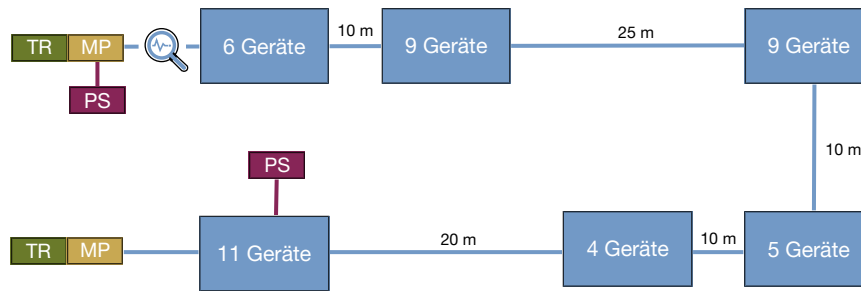 TR MP
6 Geräte
10 m
9 Geräte
25 m
9 Geräte
PS
10 m
PS
TR MP
11 Geräte
20 m
4 Geräte
10 m
5 Geräte